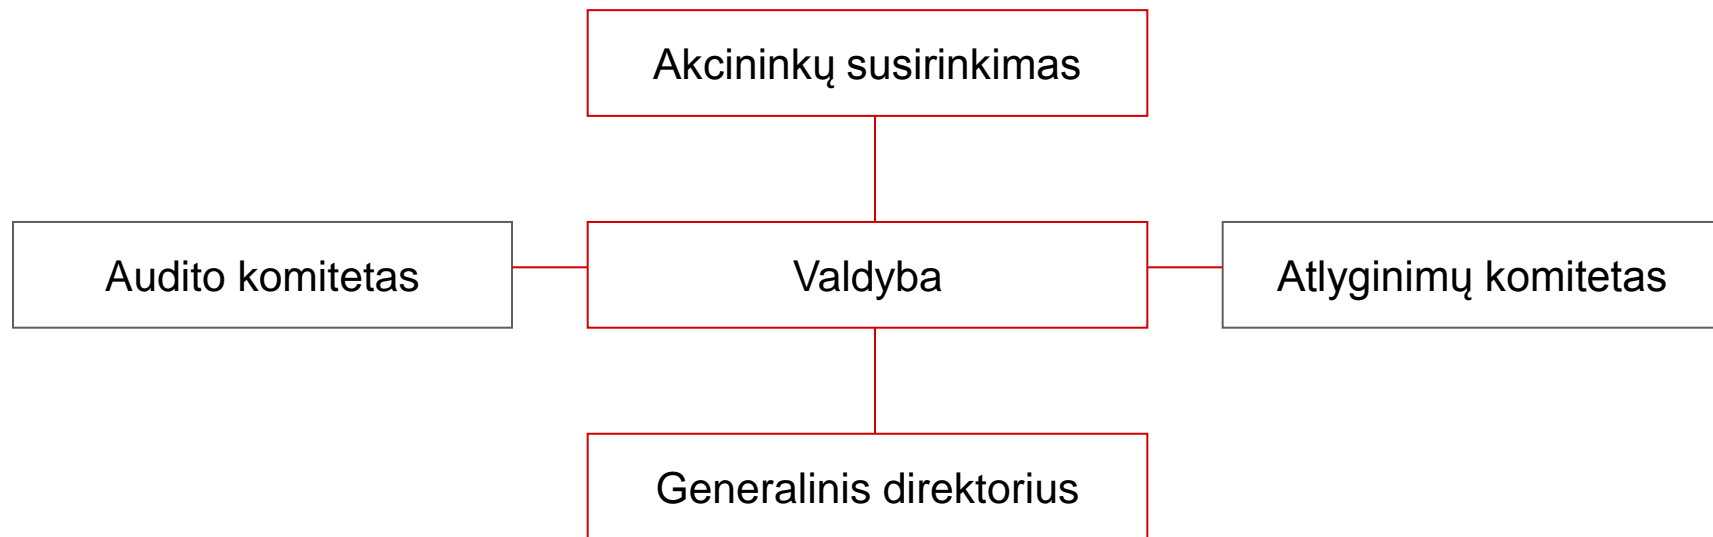 Akcininkų susirinkimas
Audito komitetas
Valdyba
Atlyginimų komitetas
Generalinis direktorius